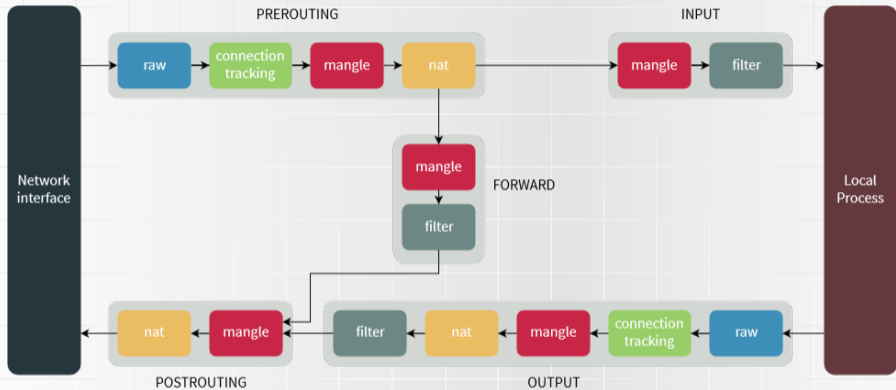 PREROUTING
INPUT
raw
connection
tracking
mangle
nat
mangle
filter
Network
interface
mangle
FORWARD
filter
Local
Process
nat
mangle
filter
nat
mangle
connection
tracking
raw
POSTROUTING
OUTPUT